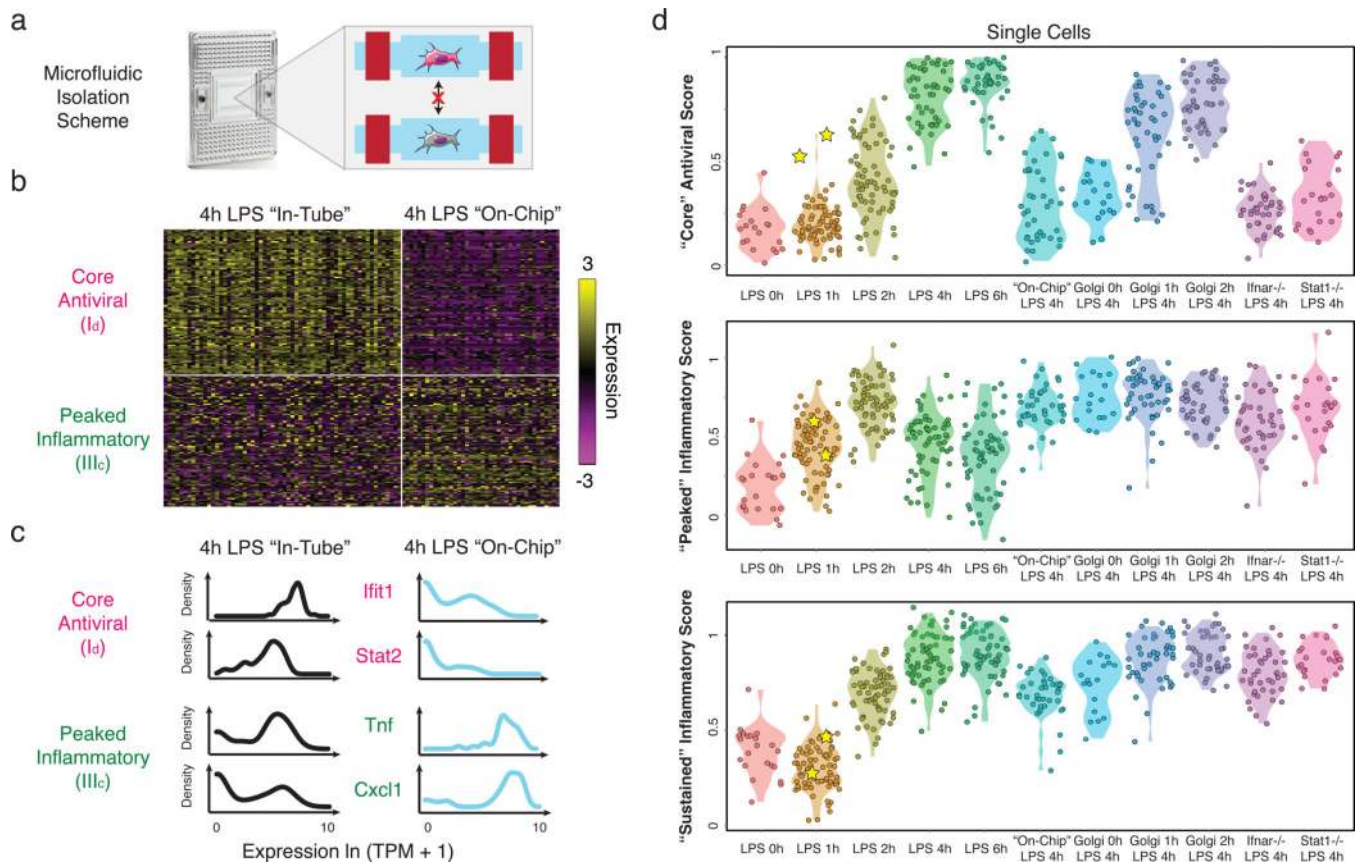 a
Microfluidic
Isolation
Scheme
b
4h LPS “In-Tube”
4h LPS “On-Chip”
Core
Antiviral
(Id)
Peaked
Inflammatory
(IIIc)
3
Expression
-3
c
4h LPS “In-Tube”
4h LPS “On-Chip”
Core
Antiviral
(Id)
Density
Ifit1
Density
Stat2
Peaked
Inflammatory
(IIIc)
Density
Tnf
Density
Cxcl1
0
10
0
10
Expression ln (TPM + 1)
d
Single Cells
“Core” Antiviral Score
1
0.5
0
LPS 0h
LPS 1h
LPS 2h
LPS 4h
LPS 6h
“On-Chip”
LPS 4h
Golgi 0h
LPS 4h
Golgi 1h
LPS 4h
Golgi 2h
LPS 4h
Ifnar-/-
LPS 4h
Stat1-/-
LPS 4h
“Peaked” Inflammatory Score
1
0.5
0
LPS 0h
LPS 1h
LPS 2h
LPS 4h
LPS 6h
“On-Chip”
LPS 4h
Golgi 0h
LPS 4h
Golgi 1h
LPS 4h
Golgi 2h
LPS 4h
Ifnar-/-
LPS 4h
Stat1-/-
LPS 4h
“Sustained” Inflammatory Score
1
0.5
0
LPS 0h
LPS 1h
LPS 2h
LPS 4h
LPS 6h
“On-Chip”
LPS 4h
Golgi 0h
LPS 4h
Golgi 1h
LPS 4h
Golgi 2h
LPS 4h
Ifnar-/-
LPS 4h
Stat1-/-
LPS 4h